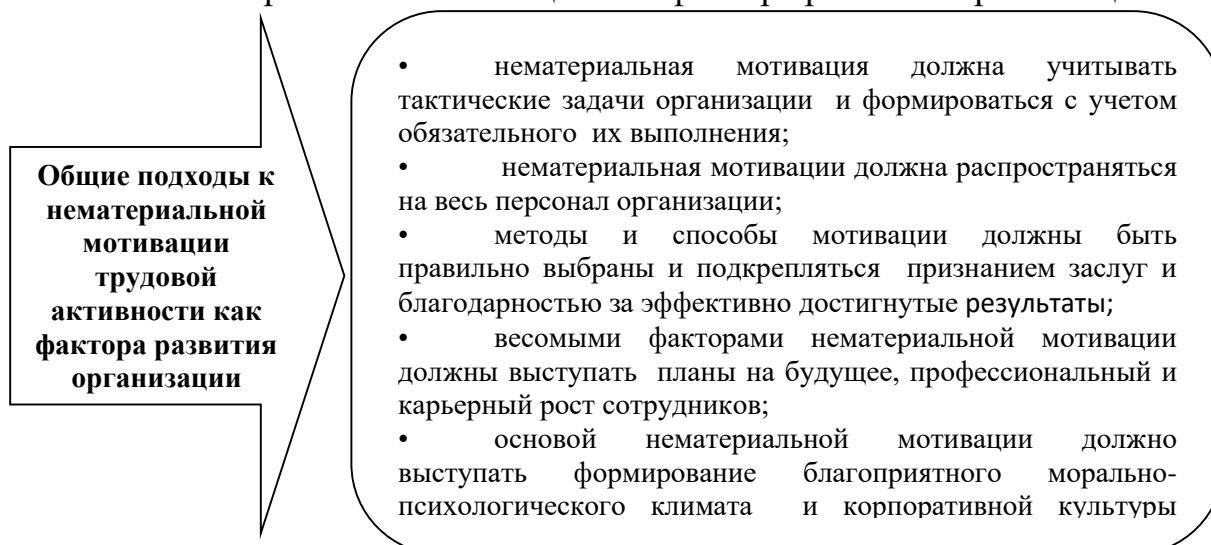 Общие подходы к
нематериальной
мотивации
трудовой
активности как
фактора развития
организации
• нематериальная мотивация должна учитывать
тактические задачи организации и формироваться с учетом
обязательного их выполнения;
• нематериальная мотивации должна распространяться
на весь персонал организации;
• методы и способы мотивации должны быть
правильно выбраны и подкрепляться признанием заслуг и
благодарностью за эффективно достигнутые результаты;
• весомыми факторами нематериальной мотивации
должны выступать планы на будущее, профессиональный и
карьерный рост сотрудников;
• основой нематериальной мотивации должно
выступать формирование благоприятного морально-
психологического климата и корпоративной культуры